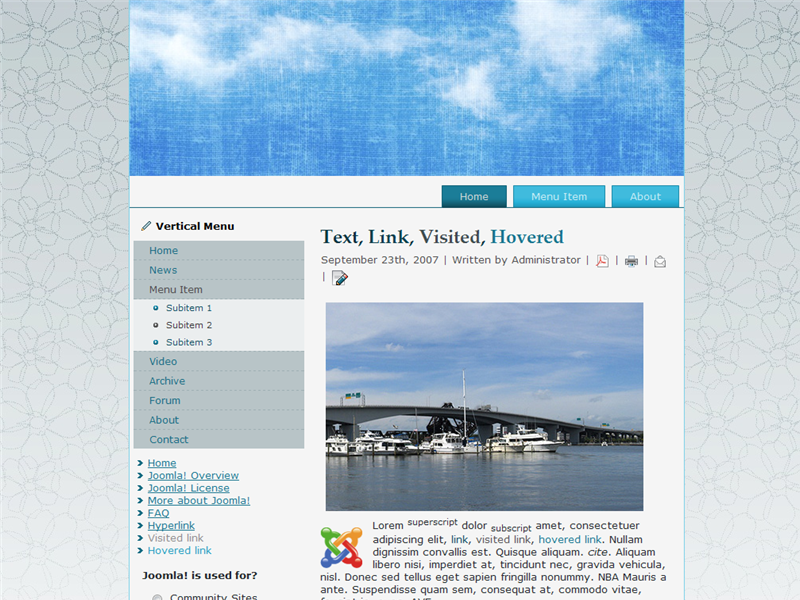 Home
Menu Item
About
Vertical Menu
Home
News
Menu Item
Subitem 1
Subitem 2
Subitem 3
Video
Archive
Forum
About
Contact
Home
Joomla! Overview
Joomla! License
More about Joomla!
FAQ
Hyperlink
Visited link
Hovered link
Joomla! is used for?
Community Sites
Text, Link, Visited, Hovered
September 23th, 2007 | Written by Administrator | | |
|
Lorem superscript dolor subscript amet, consectetuer
adipiscing elit, link, visited link, hovered link. Nullam
dignissim convallis est. Quisque aliquam. cite. Aliquam
libero nisi, imperdiet at, tincidunt nec, gravida vehicula,
nisl. Donec sed tellus eget sapien fringilla nonummy. NBA Mauris a
ante. Suspendisse quam sem, consequat at, commodo vitae,